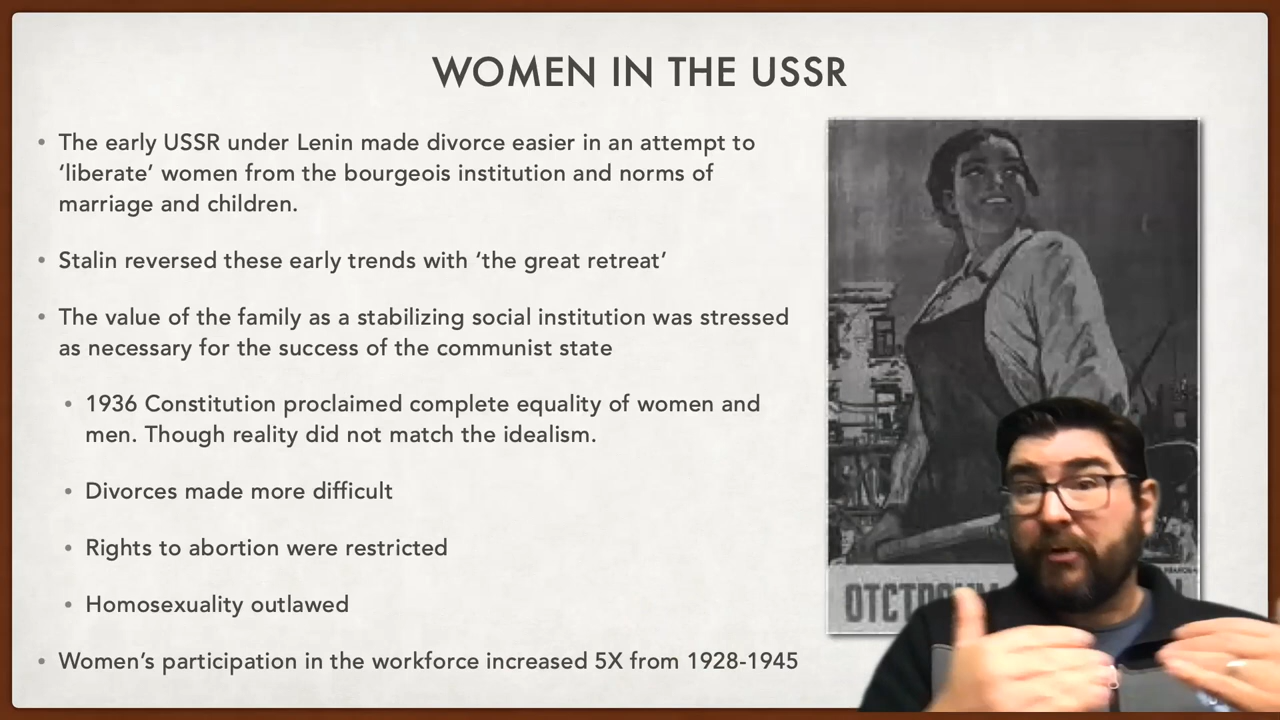 WOMEN IN THE USSR
• The early USSR under Lenin made divorce easier in an attempt to
‘liberate’ women from the bourgeois institution and norms of
marriage and children.
• Stalin reversed these early trends with ‘the great retreat’
• The value of the family as a stabilizing social institution was stressed
as necessary for the success of the communist state
• 1936 Constitution proclaimed complete equality of women and
men. Though reality did not match the idealism.
• Divorces made more difficult
• Rights to abortion were restricted
• Homosexuality outlawed
• Women’s participation in the workforce increased 5X from 1928-1945